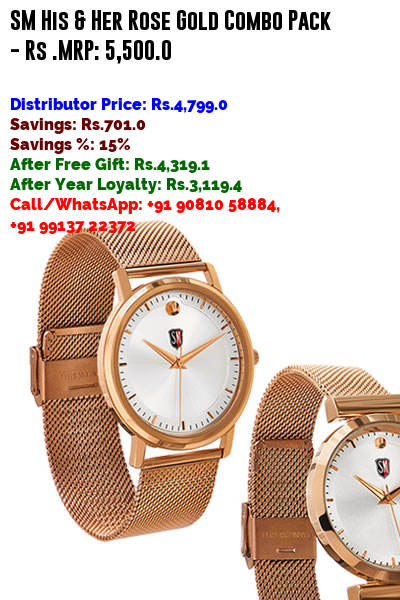 SM His & Her Rose Gold Combo Pack
– Rs .MRP: 5,500.0
Distributor Price: Rs.4,799.0
Savings: Rs.701.0
Savings %: 15%
After Free Gift: Rs.4,319.1
After Year Loyalty: Rs.3,119.4
Call/WhatsApp: +91 90810 58884,
+91 99137 22372
SM
SM